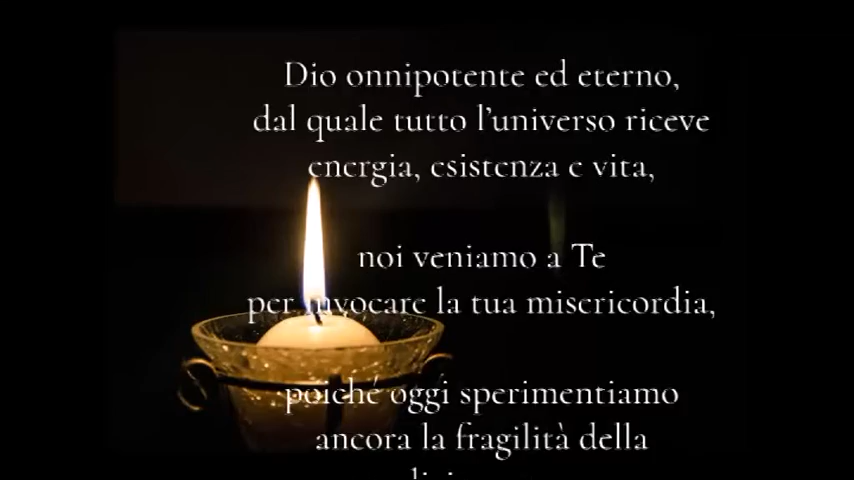 Dio onnipotente ed eterno,
dal quale tutto l'universo riceve
energia, esistenza e vita,
noi veniamo a Te
per invocare la tua misericordia,
poiché oggi sperimentiamo
ancora la fragilità della